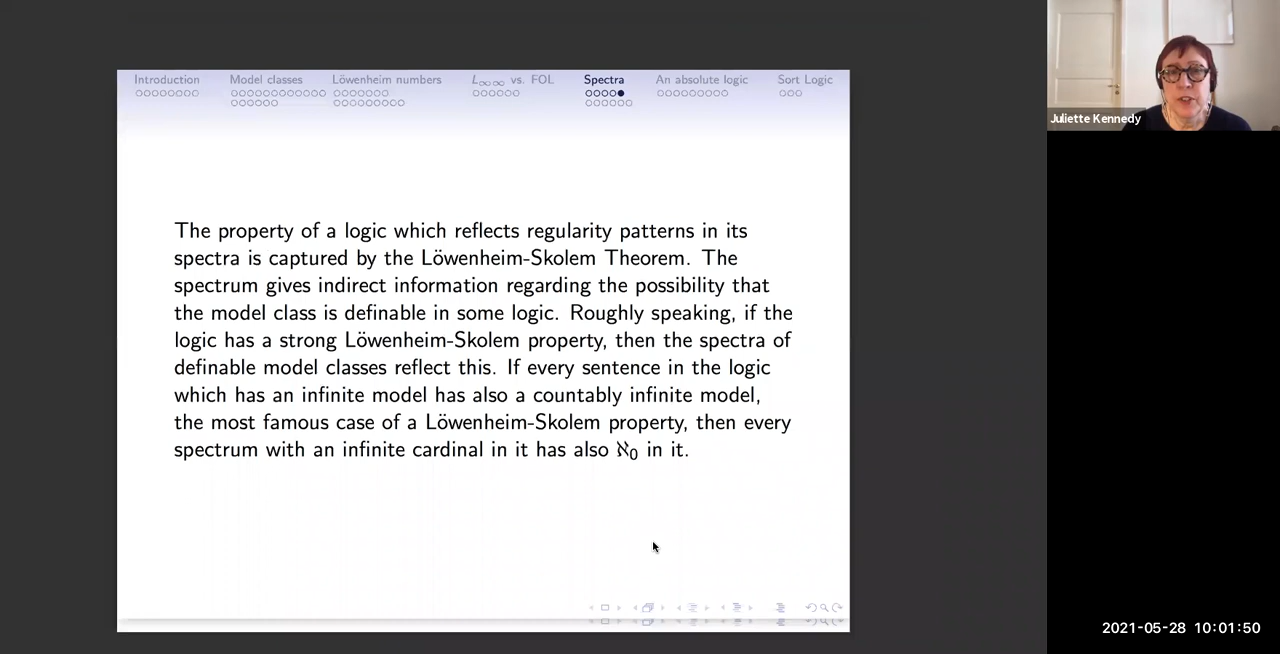 Introduction Model classes Löwenheim numbers L∞∞ vs. FOL Spectra An absolute logic Sort Logic
The property of a logic which reflects regularity patterns in its
spectra is captured by the Löwenheim-Skolem Theorem. The
spectrum gives indirect information regarding the possibility that
the model class is definable in some logic. Roughly speaking, if the
logic has a strong Löwenheim-Skolem property, then the spectra of
definable model classes reflect this. If every sentence in the logic
which has an infinite model has also a countably infinite model,
the most famous case of a Löwenheim-Skolem property, then every
spectrum with an infinite cardinal in it has also ℵ₀ in it.
Juliette Kennedy
2021-05-28 10:01:50